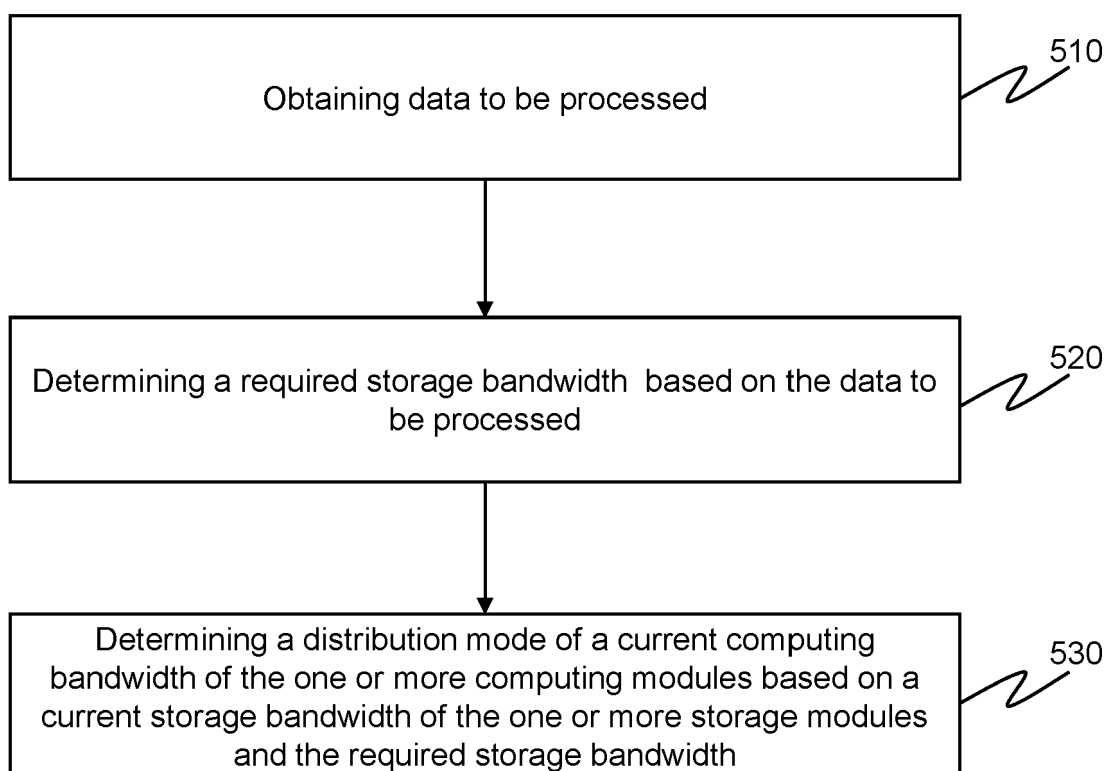 Obtaining data to be processed
510
Determining a required storage bandwidth based on the data to
be processed
520
Determining a distribution mode of a current computing
bandwidth of the one or more computing modules based on a
current storage bandwidth of the one or more storage modules
and the required storage bandwidth
530